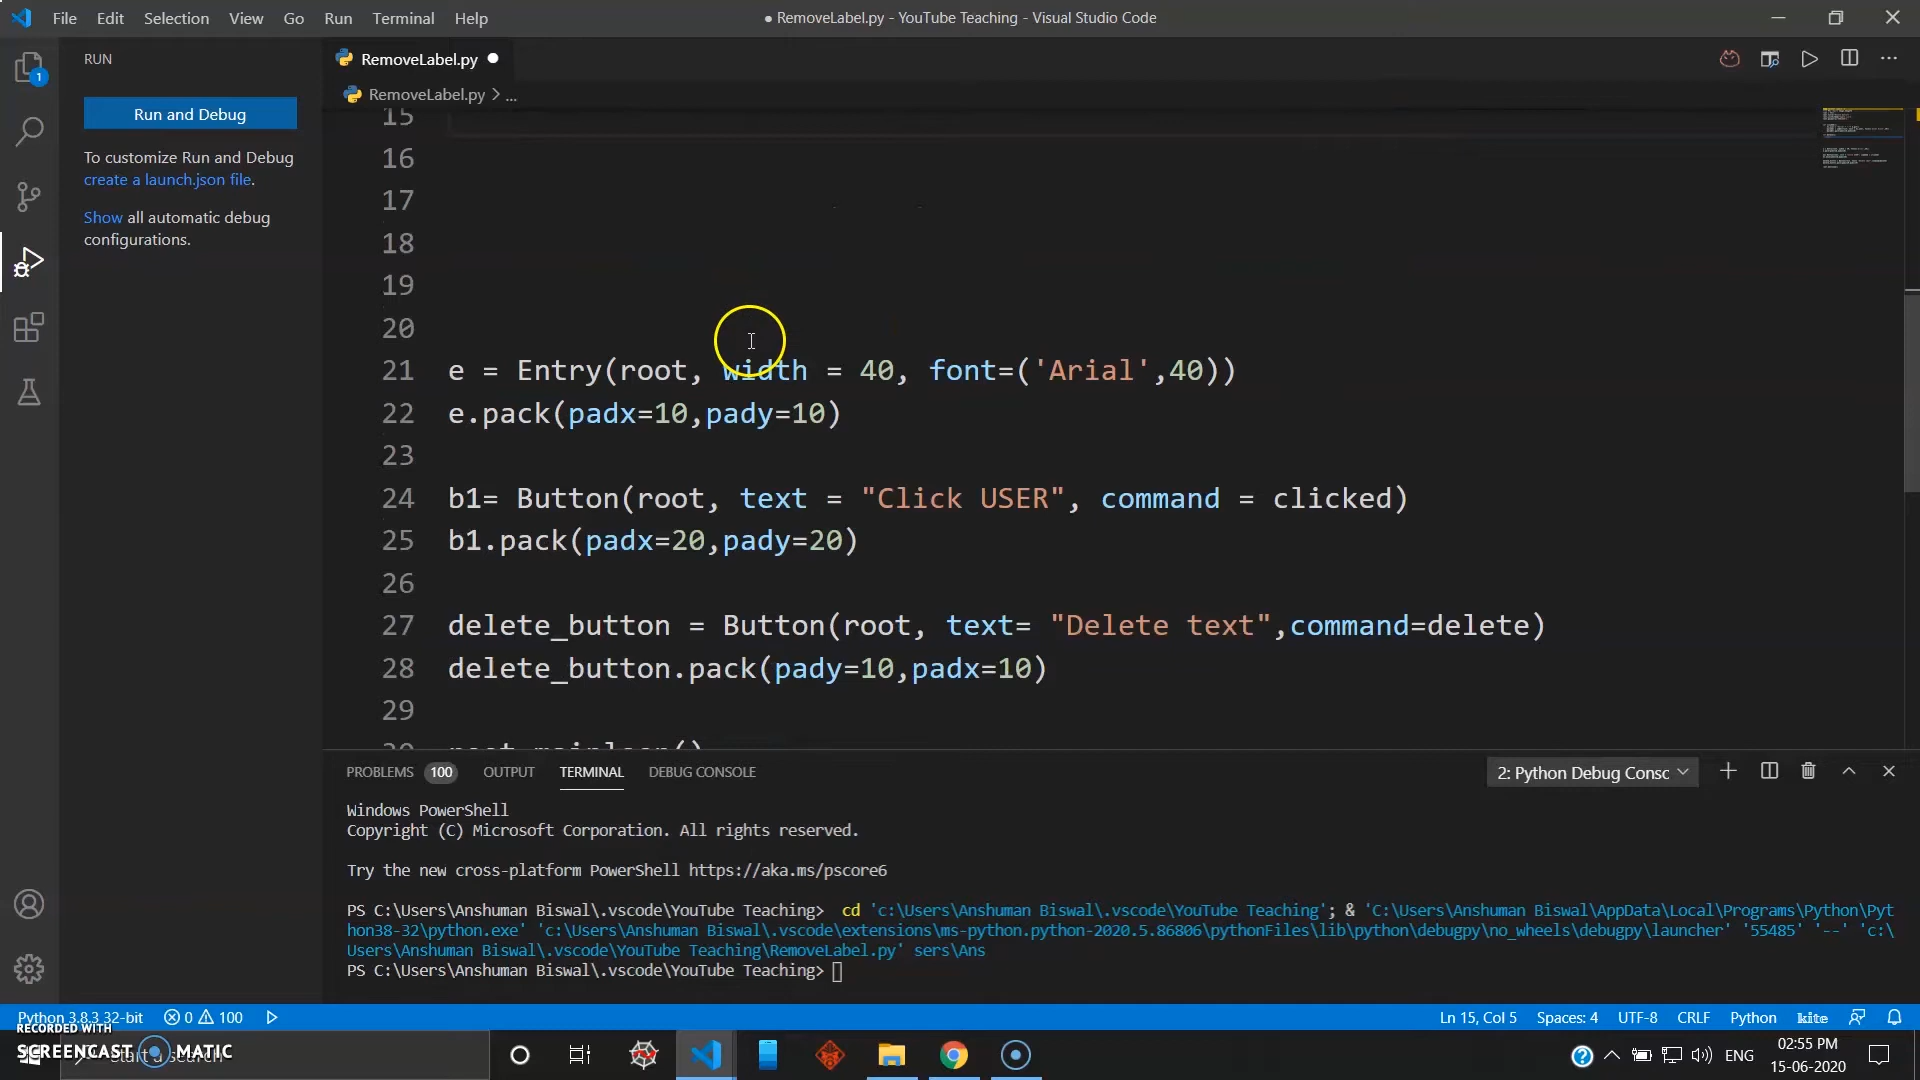 File Edit Selection View Go Run Terminal Help
● RemoveLabel.py - YouTube Teaching - Visual Studio Code
RUN
Run and Debug
To customize Run and Debug
create a launch.json file.
Show all automatic debug
configurations.
1
RemoveLabel.py
RemoveLabel.py > ...
15
16
17
18
19
20
21 e = Entry(root, width = 40, font=('Arial',40))
22 e.pack(padx=10,pady=10)
23
24 b1= Button(root, text = "Click USER", command = clicked)
25 b1.pack(padx=20,pady=20)
26
27 delete_button = Button(root, text= "Delete text",command=delete)
28 delete_button.pack(pady=10,padx=10)
29
30 root.mainloop()
PROBLEMS 100 OUTPUT TERMINAL DEBUG CONSOLE
2: Python Debug Consc
Windows PowerShell
Copyright (C) Microsoft Corporation. All rights reserved.
Try the new cross-platform PowerShell https://aka.ms/pscore6
PS C:\Users\Anshuman Biswal\.vscode\YouTube Teaching> cd 'c:\Users\Anshuman Biswal\.vscode\YouTube Teaching'; & 'C:\Users\Anshuman Biswal\AppData\Local\Programs\Python\Pyt
hon38-32\python.exe' 'c:\Users\Anshuman Biswal\.vscode\extensions\ms-python.python-2020.5.86806\pythonFiles\lib\python\debugpy\no_wheels\debugpy\launcher' '55485' '--' 'c:\
Users\Anshuman Biswal\.vscode\YouTube Teaching\RemoveLabel.py' sers\Ans
PS C:\Users\Anshuman Biswal\.vscode\YouTube Teaching>
Python 3.8.3 32-bit 0 100
Ln 15, Col 5 Spaces: 4 UTF-8 CRLF Python kite
RECORDED WITH
SCREENCAST MATIC
Start a search
ENG
02:55 PM
15-06-2020